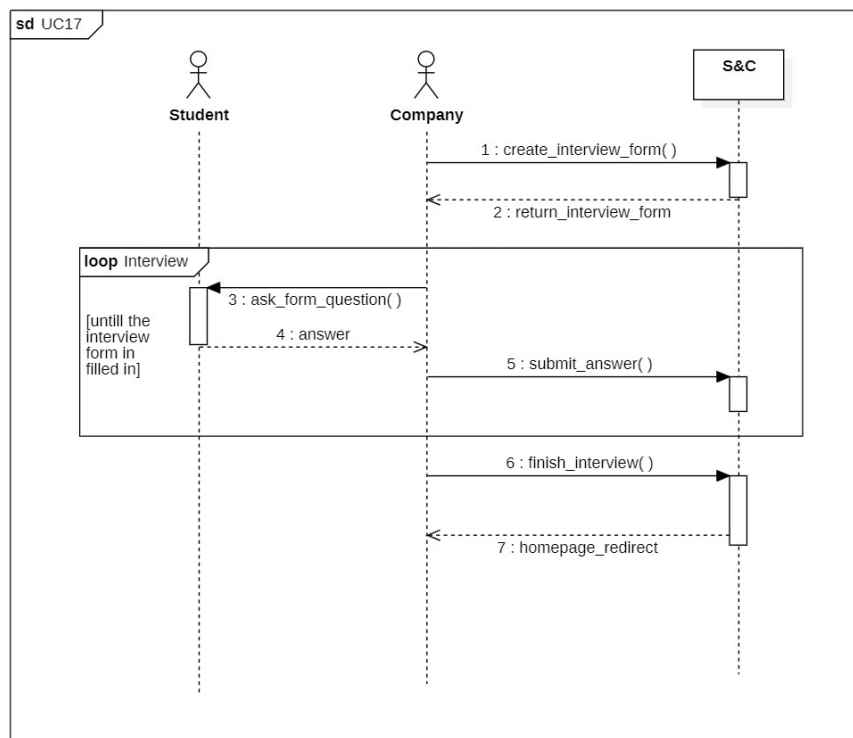 sd UC17
Student
Company
S&C
1 : create_interview_form( )
2 : return_interview_form
loop Interview
3 : ask_form_question( )
[untill the
interview
form in
filled in]
4 : answer
5 : submit_answer( )
6 : finish_interview( )
7 : homepage_redirect